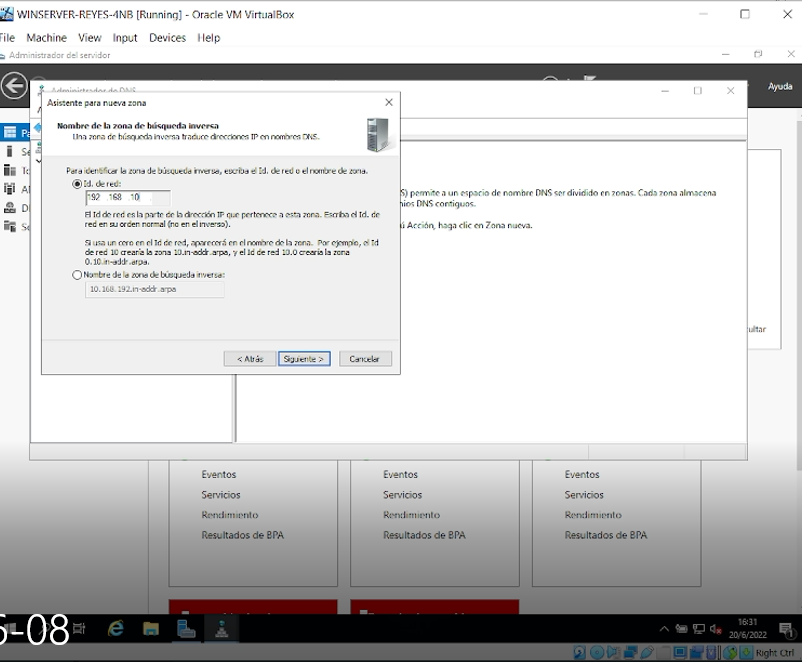 WINSERVER-REYES-4NB [Running] - Oracle VM VirtualBox
File Machine View Input Devices Help
Administrador del servidor
Administrador de DNS
Ayuda
Asistente para nueva zona
Nombre de la zona de búsqueda inversa
Una zona de búsqueda inversa traduce direcciones IP en nombres DNS.
Para identificar la zona de búsqueda inversa, escriba el Id. de red o el nombre de zona.
Id. de red:
192 .168 .10 .
El Id de red es la parte de la dirección IP que pertenece a esta zona. Escriba el Id. de
red en su orden normal (no en el inverso).
Si usa un cero en el Id de red, aparecerá en el nombre de la zona. Por ejemplo, el Id
de red 10 crearía la zona 10.in-addr.arpa, y el Id de red 10.0 crearía la zona
0.10.in-addr.arpa.
Nombre de la zona de búsqueda inversa:
10.168.192.in-addr.arpa
< Atrás Siguiente > Cancelar
S) permite a un espacio de nombre DNS ser dividido en zonas. Cada zona almacena
nios DNS contiguos.
ú Acción, haga clic en Zona nueva.
ultar
Eventos Eventos Eventos
Servicios Servicios Servicios
Rendimiento Rendimiento Rendimiento
Resultados de BPA Resultados de BPA Resultados de BPA
6-08
16:31
20/6/2022
1
Right Ctrl